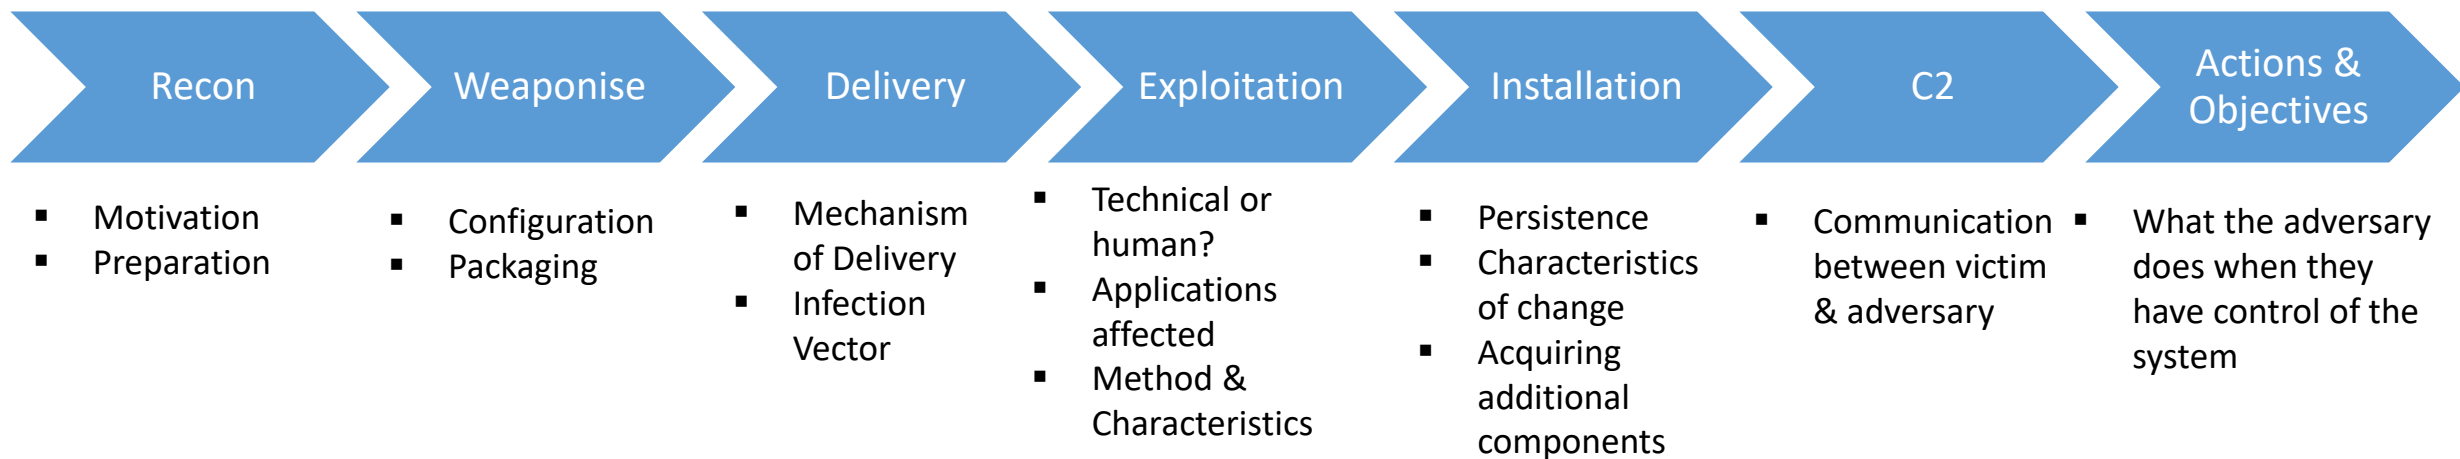 Recon
Weaponise
Delivery
Exploitation
Installation
C2
Actions &
Objectives
▪ Motivation
▪ Preparation
▪ Configuration
▪ Packaging
▪ Mechanism
of Delivery
▪ Infection
Vector
▪ Technical or
human?
▪ Applications
affected
▪ Method &
Characteristics
▪ Persistence
▪ Characteristics
of change
▪ Acquiring
additional
components
▪ Communication
between victim
& adversary
▪ What the adversary
does when they
have control of the
system